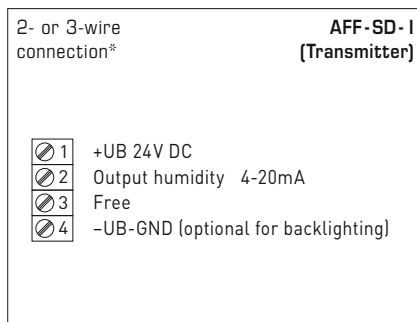 2- or 3-wire
connection*
AFF-SD-I
(Transmitter)
1 +UB 24V DC
2 Output humidity 4-20mA
3 Free
4 –UB-GND (optional for backlighting)